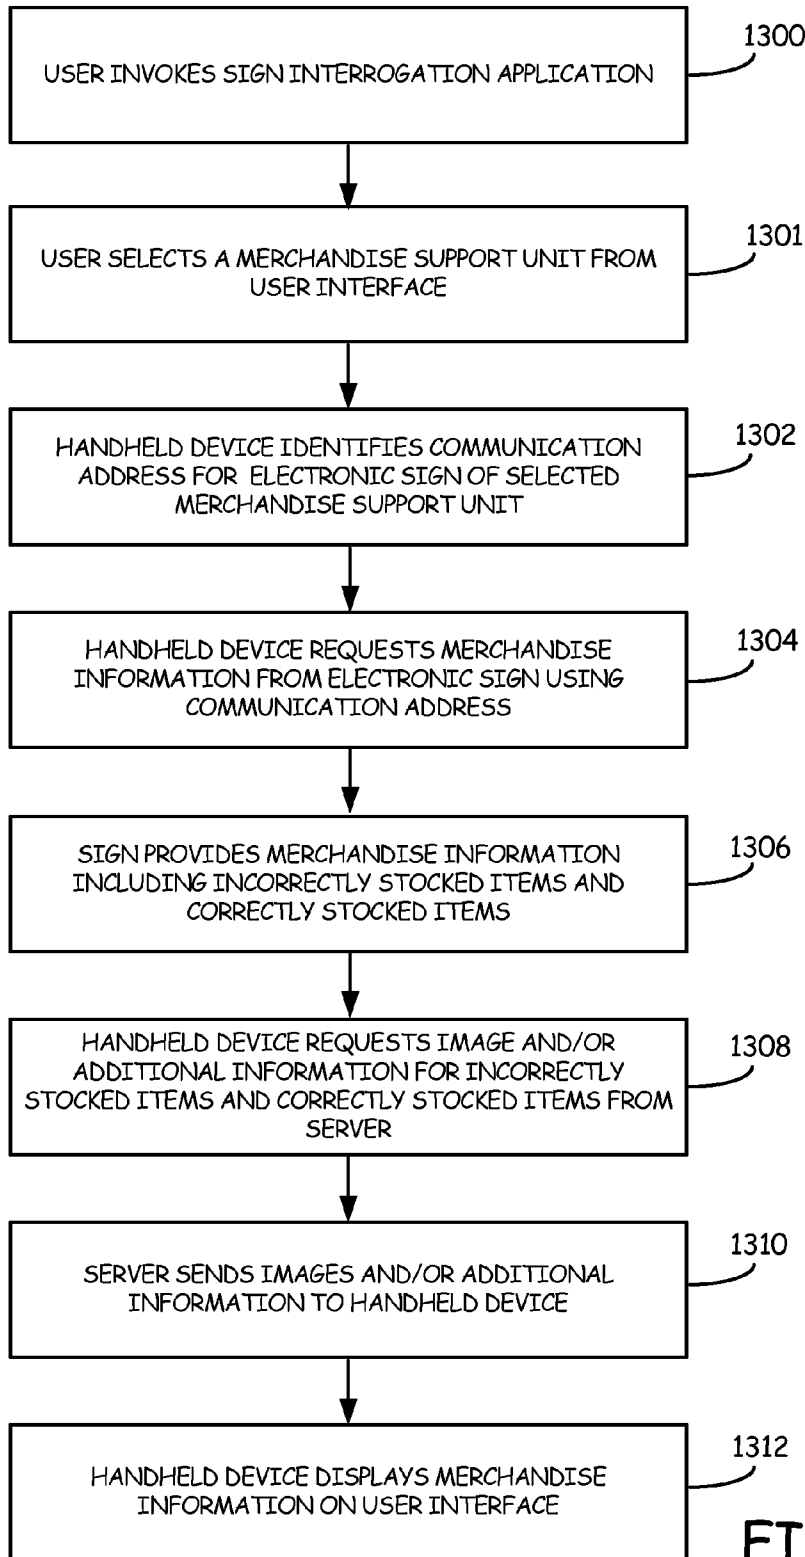 1300
USER INVOKES SIGN INTERROGATION APPLICATION
1301
USER SELECTS A MERCHANDISE SUPPORT UNIT FROM
USER INTERFACE
1302
HANDHELD DEVICE IDENTIFIES COMMUNICATION
ADDRESS FOR ELECTRONIC SIGN OF SELECTED
MERCHANDISE SUPPORT UNIT
1304
HANDHELD DEVICE REQUESTS MERCHANDISE
INFORMATION FROM ELECTRONIC SIGN USING
COMMUNICATION ADDRESS
1306
SIGN PROVIDES MERCHANDISE INFORMATION
INCLUDING INCORRECTLY STOCKED ITEMS AND
CORRECTLY STOCKED ITEMS
1308
HANDHELD DEVICE REQUESTS IMAGE AND/OR
ADDITIONAL INFORMATION FOR INCORRECTLY
STOCKED ITEMS AND CORRECTLY STOCKED ITEMS FROM
SERVER
1310
SERVER SENDS IMAGES AND/OR ADDITIONAL
INFORMATION TO HANDHELD DEVICE
1312
HANDHELD DEVICE DISPLAYS MERCHANDISE
INFORMATION ON USER INTERFACE